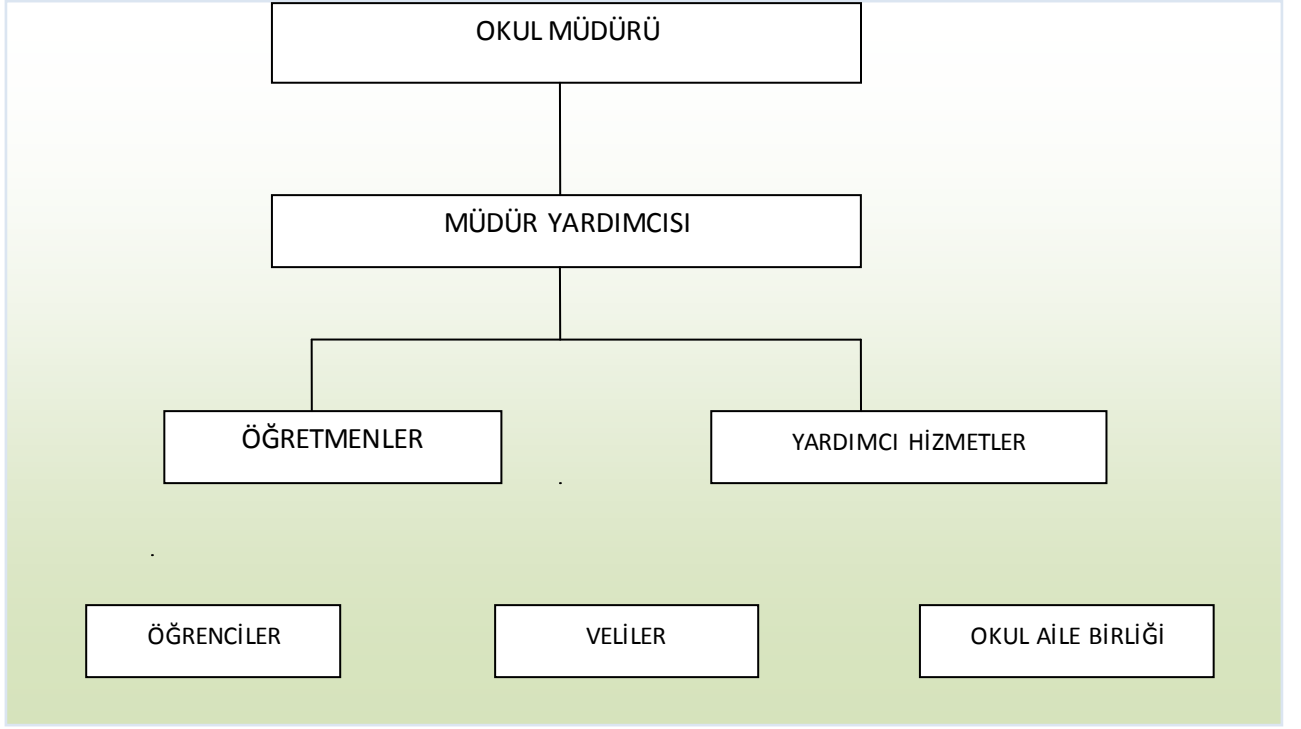 OKUL MÜDÜRÜ
MÜDÜR YARDIMCISI
ÖĞRETMENLER
YARDIMCI HİZMETLER
ÖĞRENCİLER
VELİLER
OKUL AİLE BİRLİĞİ